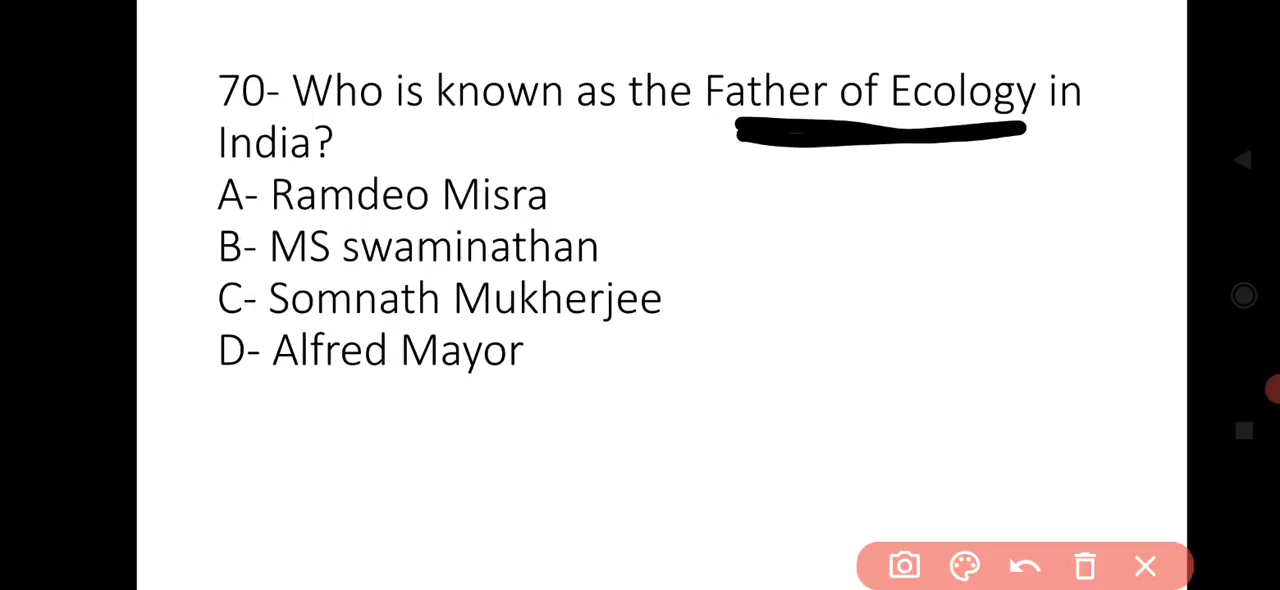 70- Who is known as the Father of Ecology in
India?
A- Ramdeo Misra
B- MS swaminathan
C- Somnath Mukherjee
D- Alfred Mayor